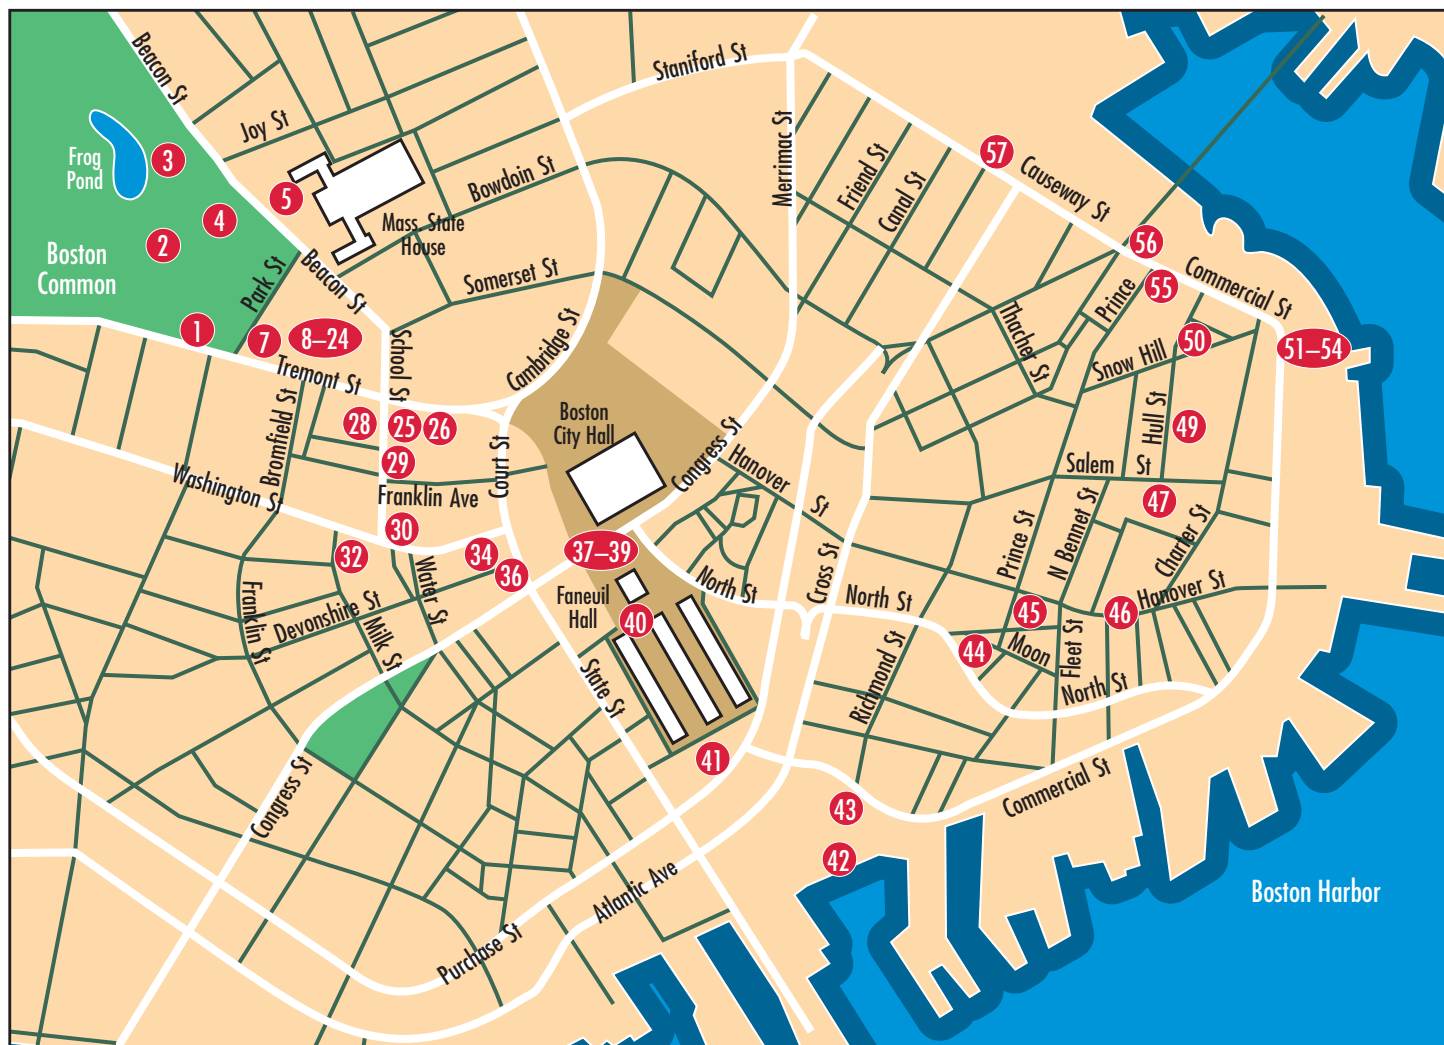 Beacon St
Joy St
Staniford St
Merrimac St
57
Frog
Pond
3
5
Bowdoin St
Friend St
Canal St
Causeway St
4
2
Mass. State
House
56
Boston
Common
Park St
Beacon St
Somerset St
Prince
55
Commercial St
1
7
8–24
School St
Cambridge St
Thacher St
Snow Hill
50
51–54
Tremont St
Bromfield St
28
25
26
Boston
City Hall
Congress St
Hull St
49
29
Court St
Hanover
St
Salem
St
Washington St
Franklin Ave
47
30
Prince St
N Bennet St
Charter St
32
34
36
37–39
Water St
North St
Cross St
North St
Hanover St
Franklin St
Devonshire St
Milk St
Faneuil
Hall
40
45
46
44
Moon
Fleet St
Richmond St
State St
North St
41
Congress St
43
Commercial St
42
Atlantic Ave
Purchase St
Boston Harbor